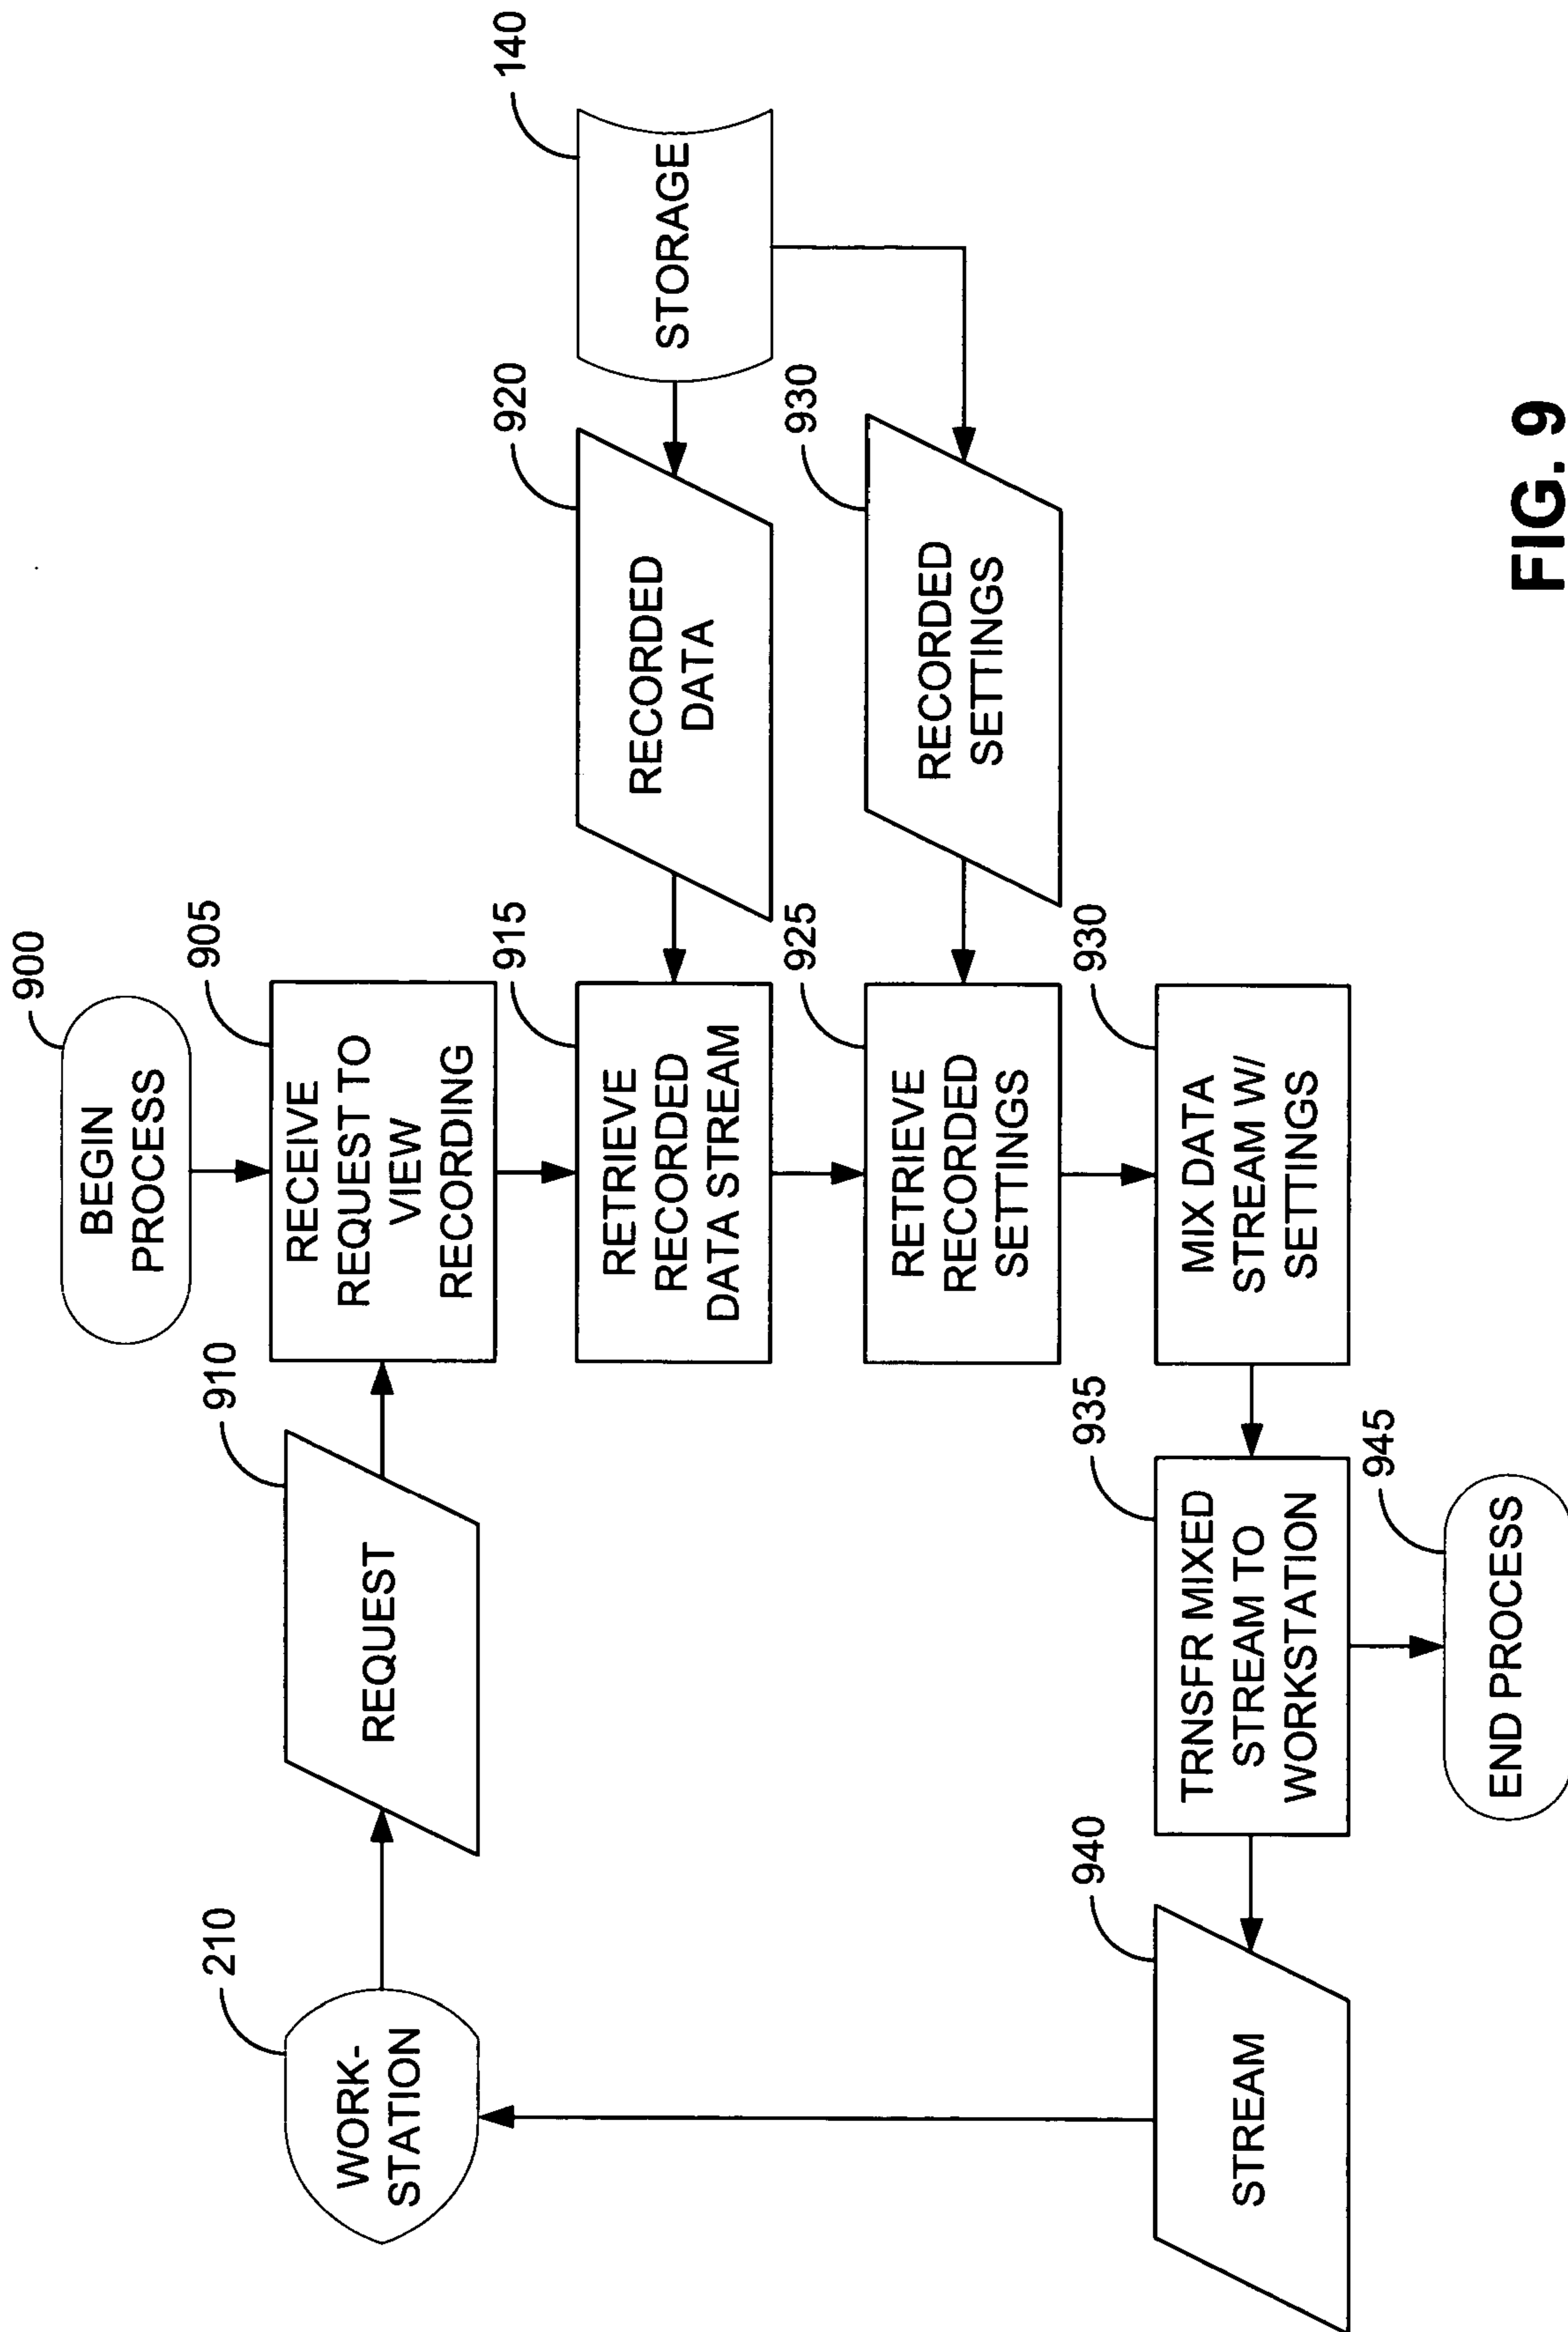 900
BEGIN
PROCESS
210
WORK-
STATION
910
REQUEST
905
RECEIVE
REQUEST TO
VIEW
RECORDING
915
RETRIEVE
RECORDED
DATA STREAM
920
RECORDED
DATA
140
STORAGE
925
RETRIEVE
RECORDED
SETTINGS
930
RECORDED
SETTINGS
940
STREAM
935
TRNSFR MIXED
STREAM TO
WORKSTATION
930
MIX DATA
STREAM W/
SETTINGS
945
END PROCESS
FIG. 9